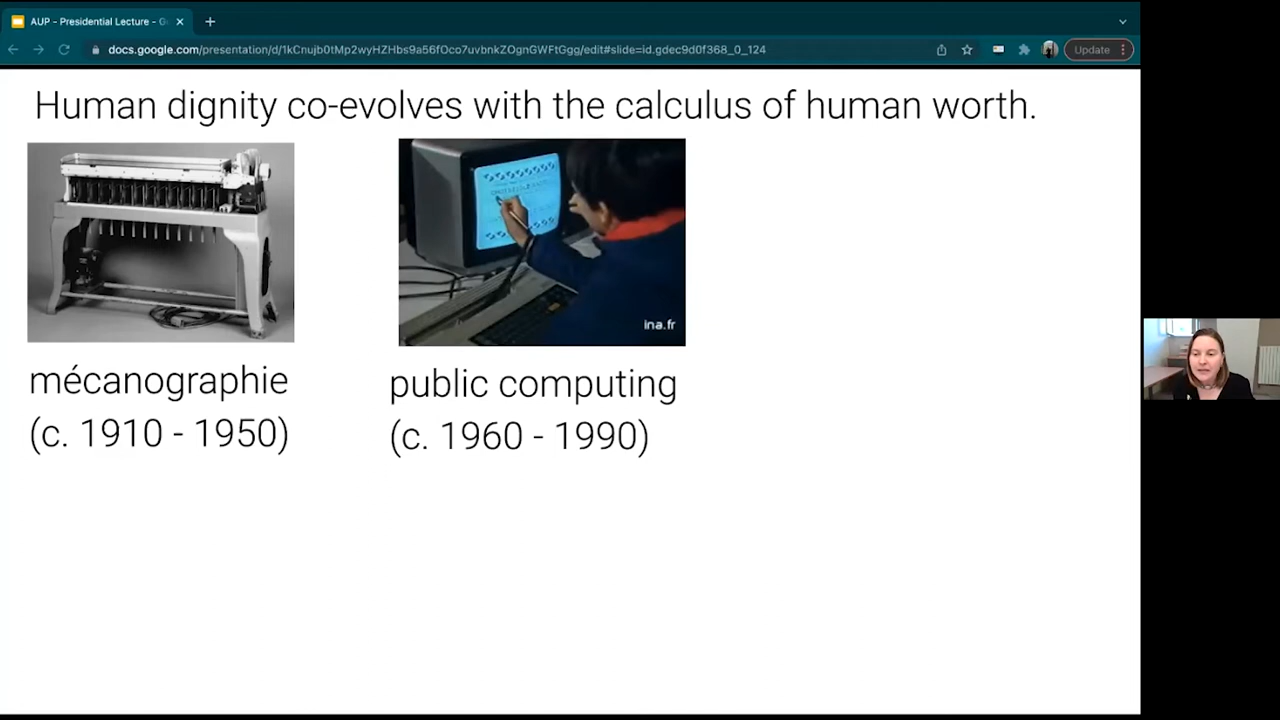 AUP - Presidential Lecture - G
docs.google.com/presentation/d/1kCnujb0tMp2wyHZHbs9a56fOco7uvbnkZOgnGWFtGgg/edit#slide=id.gdec9d0f368_0_124
Update
Human dignity co-evolves with the calculus of human worth.
ina.fr
mécanographie
(c. 1910 - 1950)
public computing
(c. 1960 - 1990)